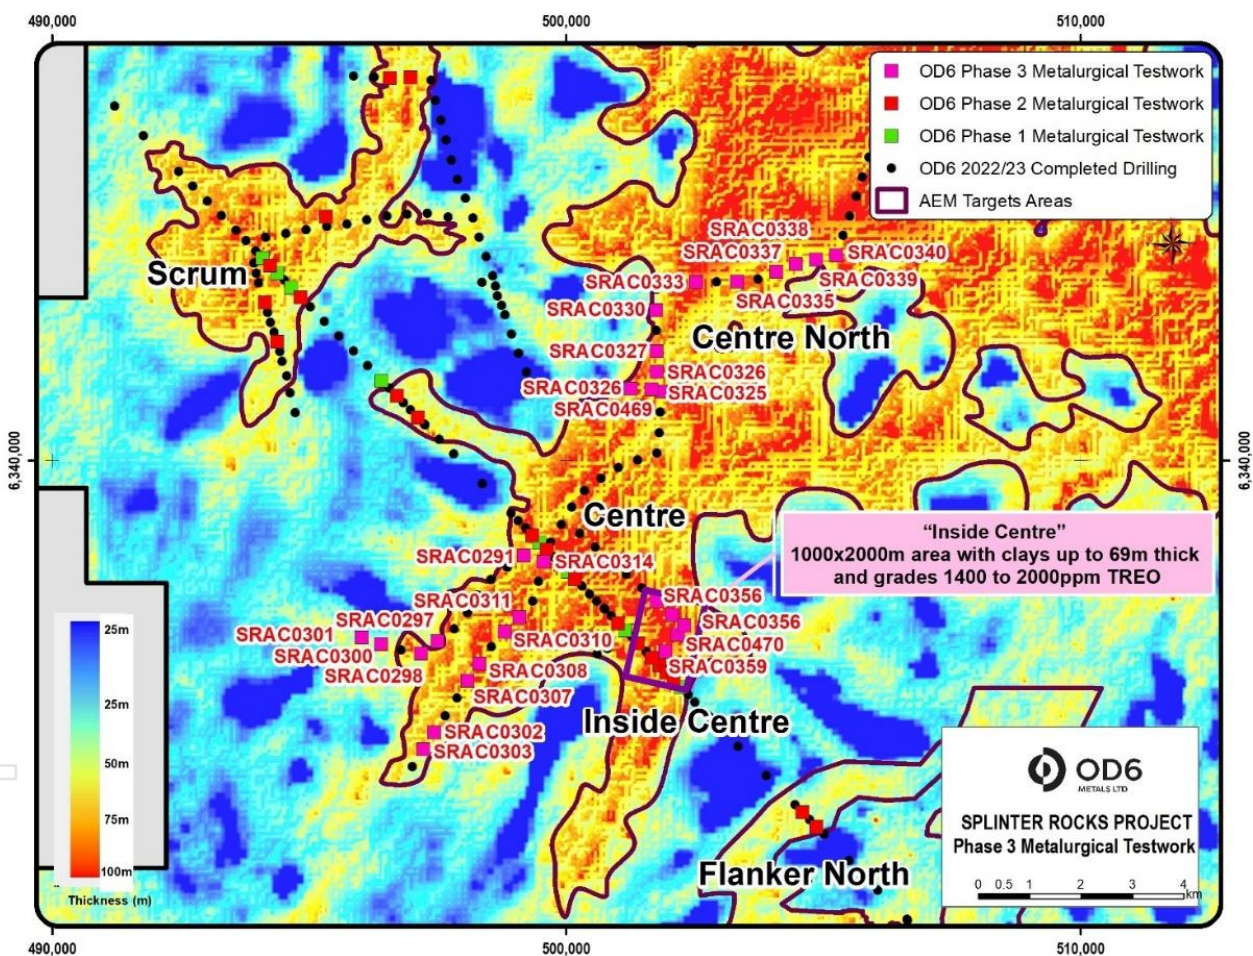 490,000
500,000
510,000
OD6 Phase 3 Metalurgical Testwork
OD6 Phase 2 Metalurgical Testwork
OD6 Phase 1 Metalurgical Testwork
OD6 2022/23 Completed Drilling
AEM Targets Areas
SRAC0338
SRAC0337
SRAC0340
Scrum
SRAC0333
SRAC0339
SRAC0335
SRAC0330
Centre North
SRAC0327
SRAC0326
SRAC0326
SRAC0325
SRAC0469
6,340,000
6,340,000
Centre
“Inside Centre”
1000x2000m area with clays up to 69m thick
and grades 1400 to 2000ppm TREO
SRAC0291
SRAC0314
SRAC0311
SRAC0356
SRAC0297
SRAC0356
SRAC0301
SRAC0310
SRAC0470
SRAC0300
SRAC0359
SRAC0298
SRAC0308
SRAC0307
Inside Centre
SRAC0302
SRAC0303
25m
25m
50m
75m
100m
Thickness (m)
OD6
METALS LTD
SPLINTER ROCKS PROJECT
Phase 3 Metalurgical Testwork
0 0.5 1 2 3 4
km
Flanker North
490,000
500,000
510,000